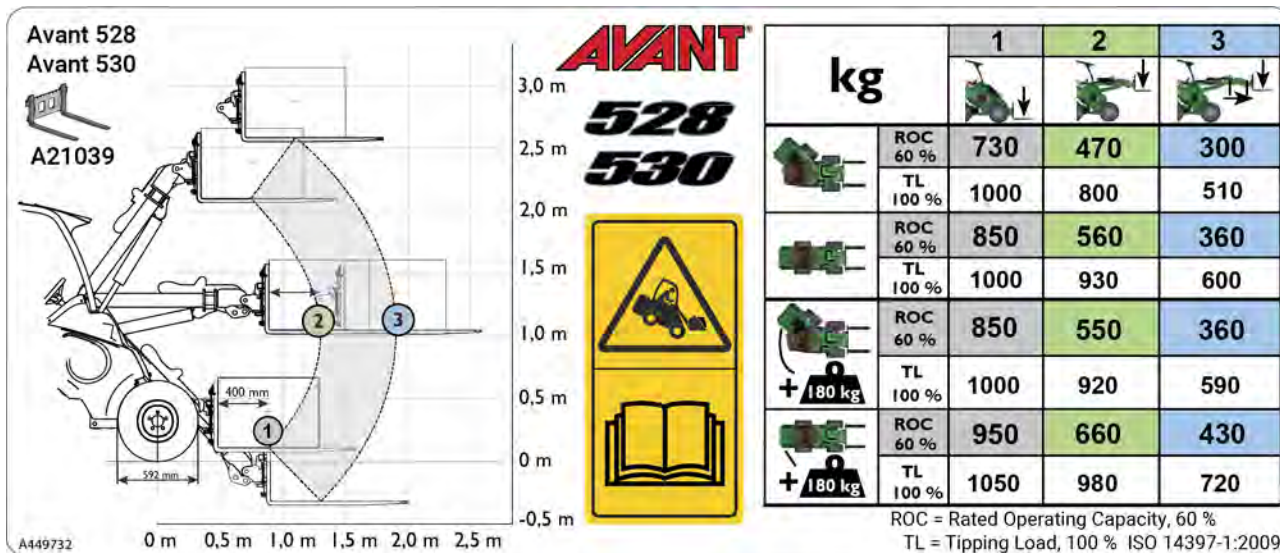 Avant 528
Avant 530
A21039
3,0 m
2,5 m
2,0 m
1,5 m
1,0 m
0,5 m
0 m
-0,5 m
2
3
400 mm
1
592 mm
0 m 0,5 m 1,0 m 1,5 m 2,0 m 2,5 m
A449732
AVANT
528
530
kg 1 2 3
ROC 60 % 730 470 300
TL 100 % 1000 800 510
ROC 60 % 850 560 360
TL 100 % 1000 930 600
ROC 60 % 850 550 360
+ 180 kg TL 100 % 1000 920 590
ROC 60 % 950 660 430
+ 180 kg TL 100 % 1050 980 720
ROC = Rated Operating Capacity, 60 %
TL = Tipping Load, 100 % ISO 14397-1:2009